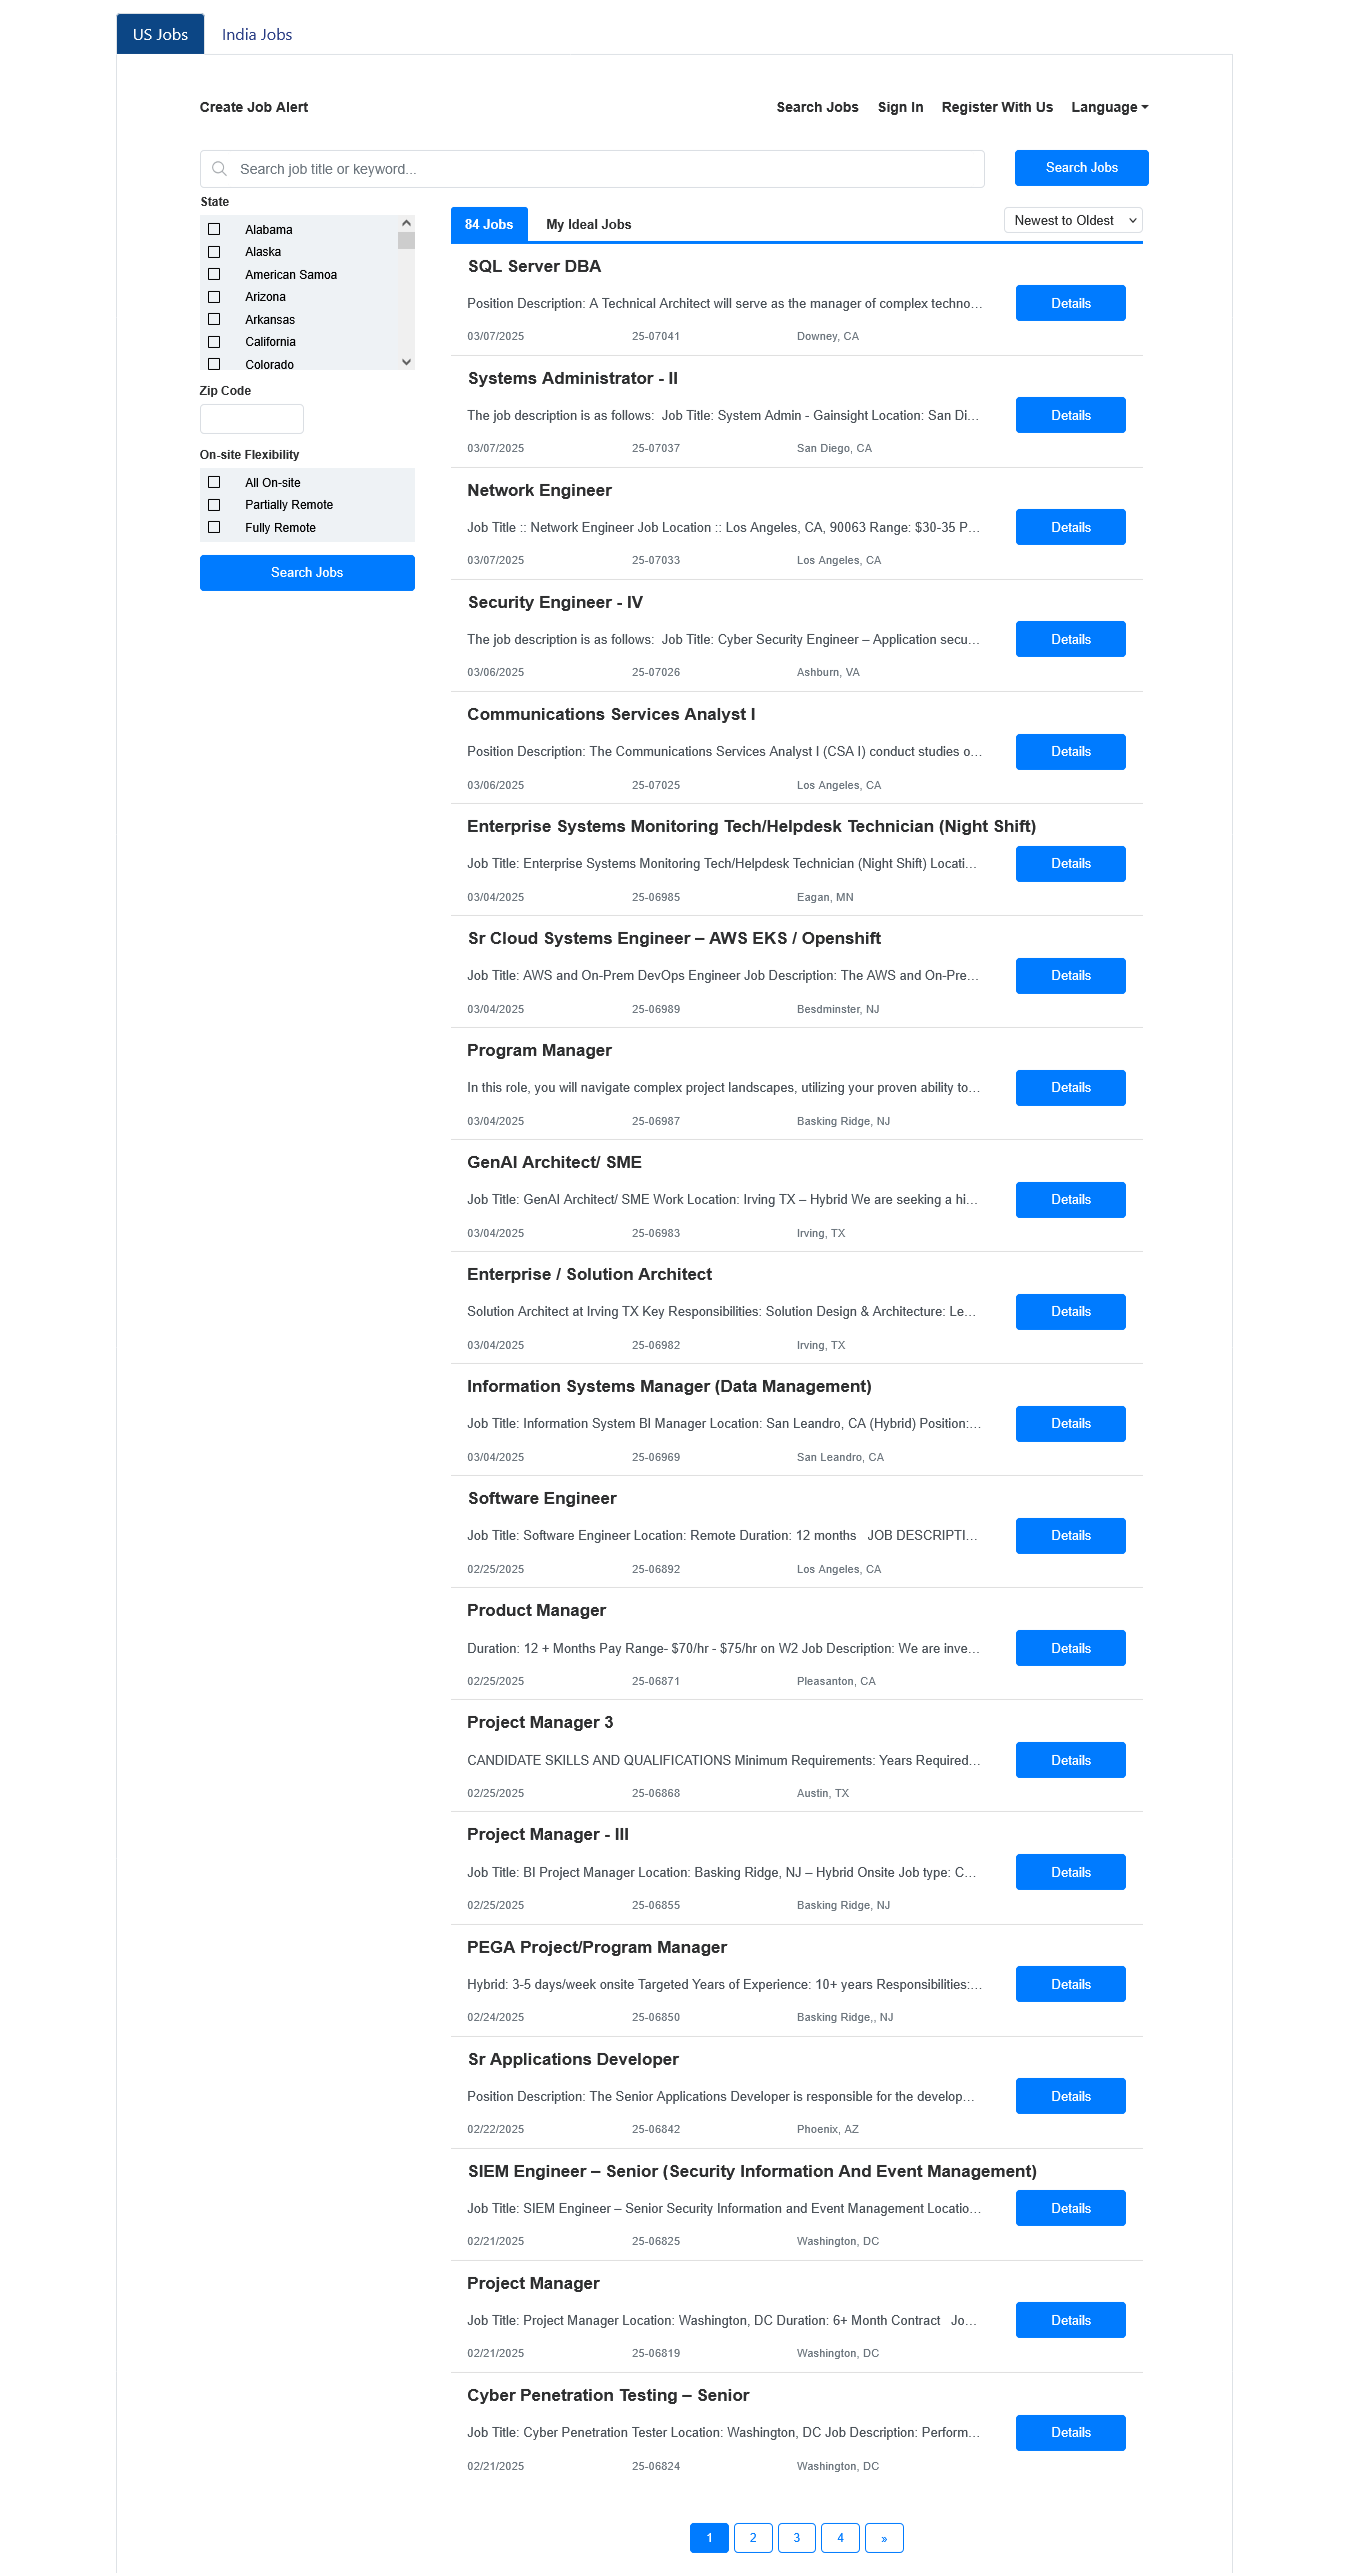 US Jobs India Jobs
Create Job Alert Search Jobs Sign In Register With Us Language
Search job title or keyword... Search Jobs
State
Alabama
Alaska
American Samoa
Arizona
Arkansas
California
Colorado
Zip Code
On-site Flexibility
All On-site
Partially Remote
Fully Remote
Search Jobs
84 Jobs My Ideal Jobs Newest to Oldest
SQL Server DBA
Position Description: A Technical Architect will serve as the manager of complex techno... Details
03/07/2025 25-07041 Downey, CA
Systems Administrator - II
The job description is as follows: Job Title: System Admin - Gainsight Location: San Di... Details
03/07/2025 25-07037 San Diego, CA
Network Engineer
Job Title :: Network Engineer Job Location :: Los Angeles, CA, 90063 Range: $30-35 P... Details
03/07/2025 25-07033 Los Angeles, CA
Security Engineer - IV
The job description is as follows: Job Title: Cyber Security Engineer – Application secu... Details
03/06/2025 25-07026 Ashburn, VA
Communications Services Analyst I
Position Description: The Communications Services Analyst I (CSA I) conduct studies o... Details
03/06/2025 25-07025 Los Angeles, CA
Enterprise Systems Monitoring Tech/Helpdesk Technician (Night Shift)
Job Title: Enterprise Systems Monitoring Tech/Helpdesk Technician (Night Shift) Locati... Details
03/04/2025 25-06985 Eagan, MN
Sr Cloud Systems Engineer – AWS EKS / Openshift
Job Title: AWS and On-Prem DevOps Engineer Job Description: The AWS and On-Pre... Details
03/04/2025 25-06989 Besdminster, NJ
Program Manager
In this role, you will navigate complex project landscapes, utilizing your proven ability to... Details
03/04/2025 25-06987 Basking Ridge, NJ
GenAI Architect/ SME
Job Title: GenAI Architect/ SME Work Location: Irving TX – Hybrid We are seeking a hi... Details
03/04/2025 25-06983 Irving, TX
Enterprise / Solution Architect
Solution Architect at Irving TX Key Responsibilities: Solution Design & Architecture: Le... Details
03/04/2025 25-06982 Irving, TX
Information Systems Manager (Data Management)
Job Title: Information System BI Manager Location: San Leandro, CA (Hybrid) Position:... Details
03/04/2025 25-06969 San Leandro, CA
Software Engineer
Job Title: Software Engineer Location: Remote Duration: 12 months JOB DESCRIPTI... Details
02/25/2025 25-06892 Los Angeles, CA
Product Manager
Duration: 12 + Months Pay Range- $70/hr - $75/hr on W2 Job Description: We are inve... Details
02/25/2025 25-06871 Pleasanton, CA
Project Manager 3
CANDIDATE SKILLS AND QUALIFICATIONS Minimum Requirements: Years Required... Details
02/25/2025 25-06868 Austin, TX
Project Manager - III
Job Title: BI Project Manager Location: Basking Ridge, NJ – Hybrid Onsite Job type: C... Details
02/25/2025 25-06855 Basking Ridge, NJ
PEGA Project/Program Manager
Hybrid: 3-5 days/week onsite Targeted Years of Experience: 10+ years Responsibilities:... Details
02/24/2025 25-06850 Basking Ridge,, NJ
Sr Applications Developer
Position Description: The Senior Applications Developer is responsible for the develop... Details
02/22/2025 25-06842 Phoenix, AZ
SIEM Engineer – Senior (Security Information And Event Management)
Job Title: SIEM Engineer – Senior Security Information and Event Management Locatio... Details
02/21/2025 25-06825 Washington, DC
Project Manager
Job Title: Project Manager Location: Washington, DC Duration: 6+ Month Contract Jo... Details
02/21/2025 25-06819 Washington, DC
Cyber Penetration Testing – Senior
Job Title: Cyber Penetration Tester Location: Washington, DC Job Description: Perform... Details
02/21/2025 25-06824 Washington, DC
1 2 3 4 »